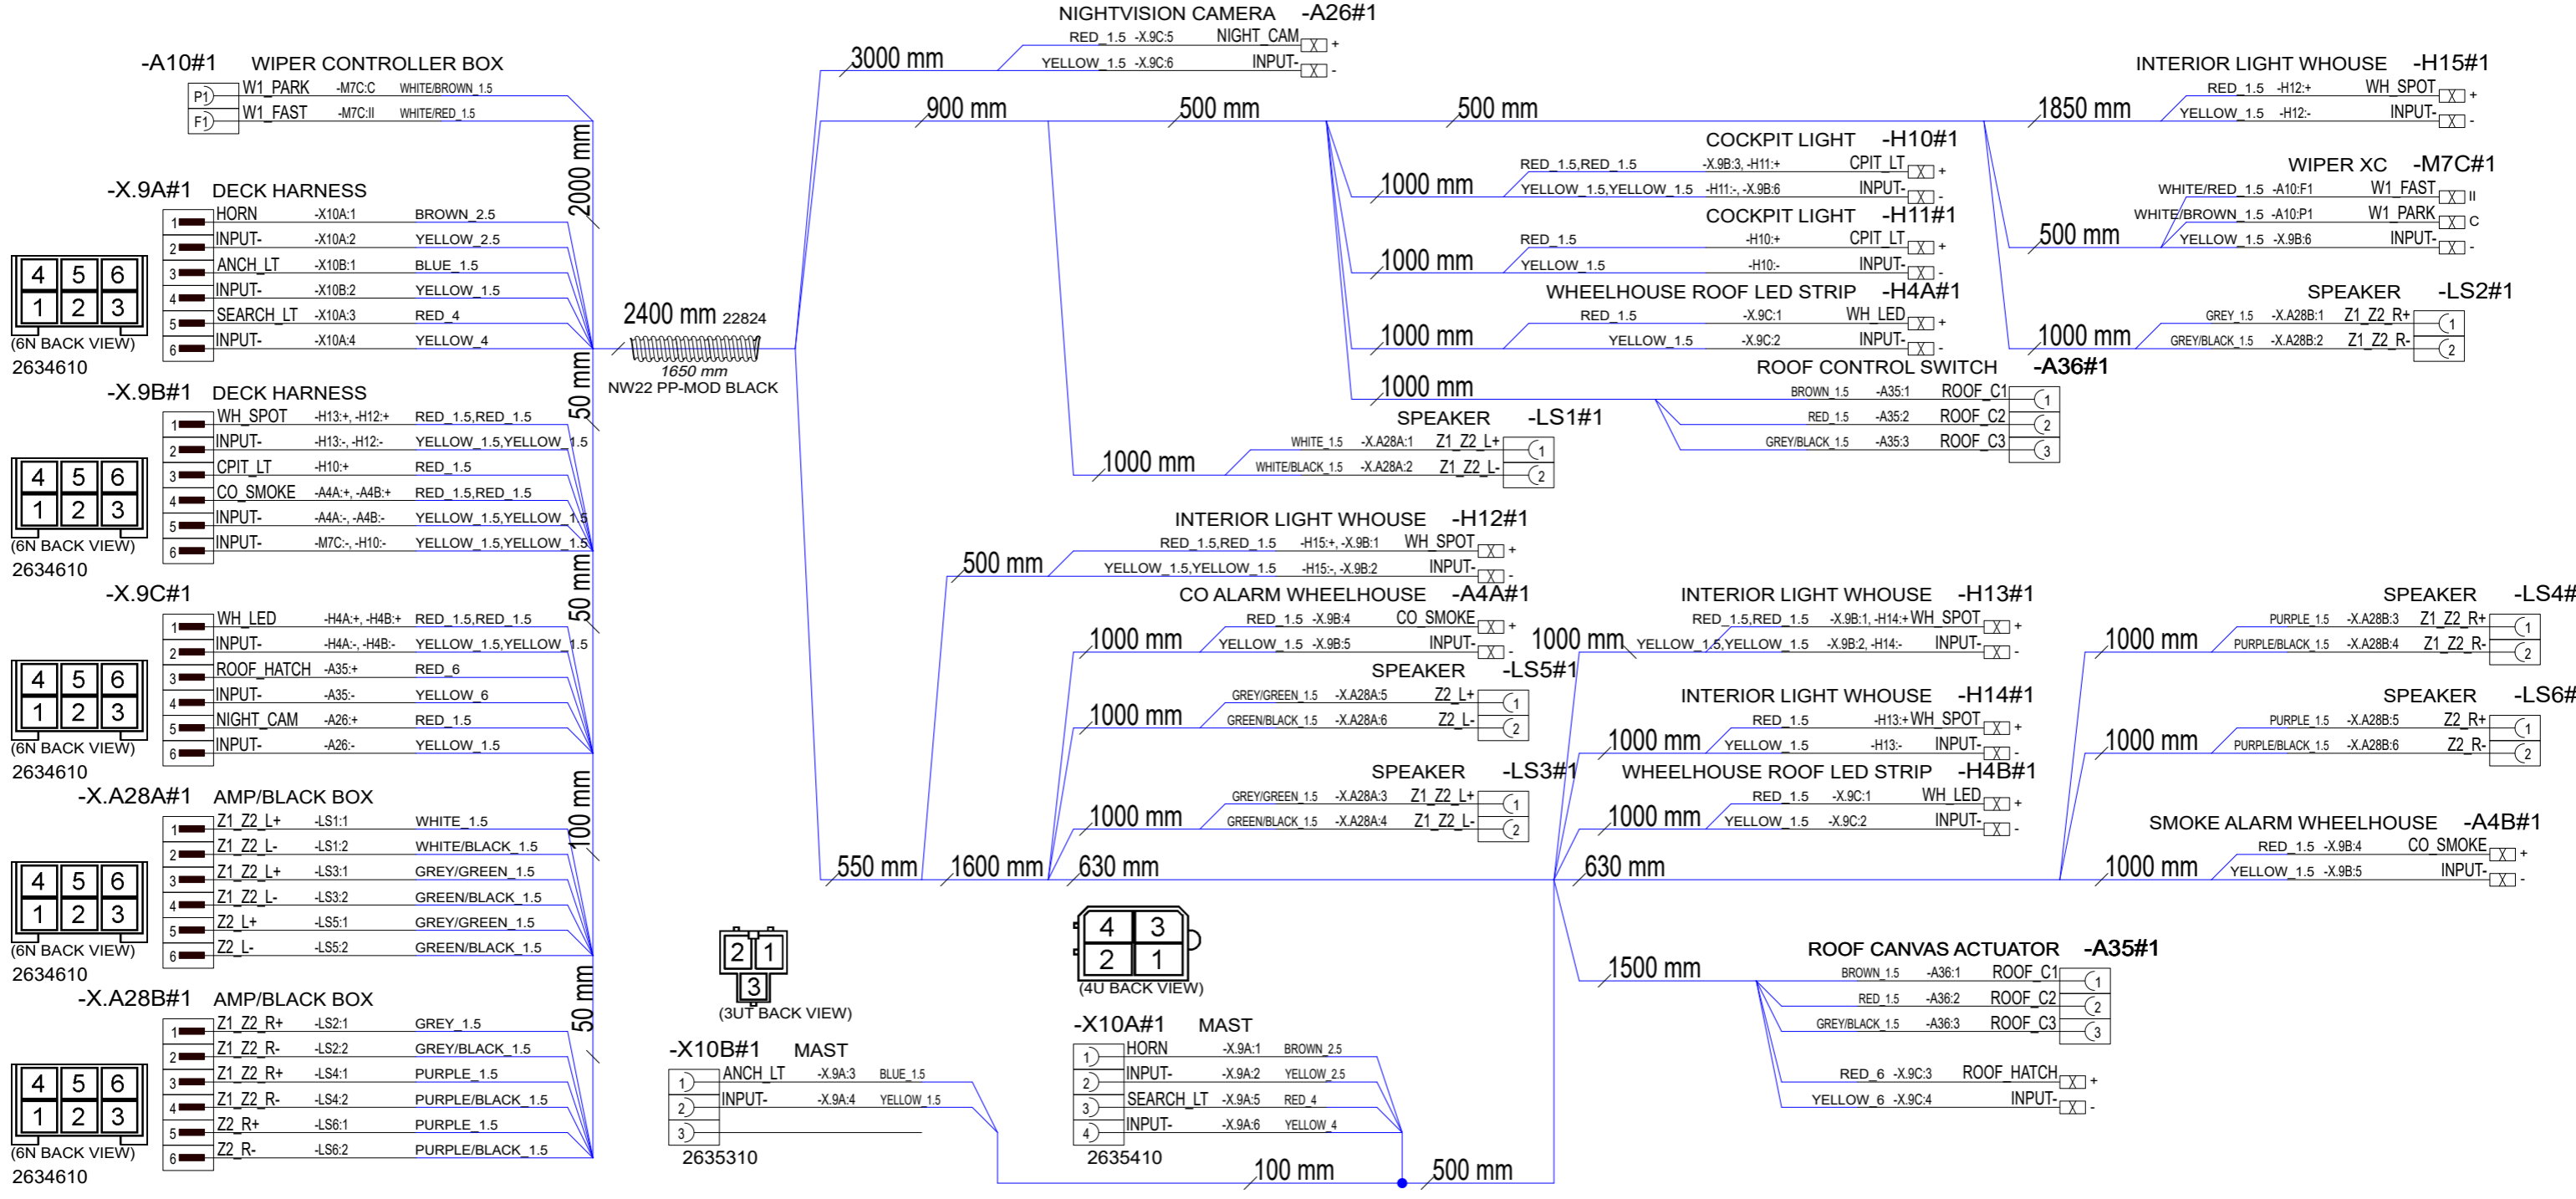 NIGHTVISION CAMERA -A26#1
RED_1.5 -X.9C:5 NIGHT_CAM +
3000 mm
YELLOW_1.5 -X.9C:6 INPUT- -
-A10#1 WIPER CONTROLLER BOX
P1 W1_PARK -M7C:C WHITE/BROWN_1.5
F1 W1_FAST -M7C:II WHITE/RED_1.5
2000 mm
900 mm
500 mm
500 mm
1850 mm
INTERIOR LIGHT WHOUSE -H15#1
RED_1.5 -H12:+ WH_SPOT +
YELLOW_1.5 -H12:- INPUT- -
COCKPIT LIGHT -H10#1
RED_1.5,RED_1.5 -X.9B:3, -H11:+ CPIT_LT +
1000 mm
YELLOW_1.5,YELLOW_1.5 -H11:-, -X.9B:6 INPUT- -
WIPER XC -M7C#1
WHITE/RED_1.5 -A10:F1 W1_FAST II
WHITE/BROWN_1.5 -A10:P1 W1_PARK C
500 mm
YELLOW_1.5 -X.9B:6 INPUT- -
COCKPIT LIGHT -H11#1
RED_1.5 -H10:+ CPIT_LT +
1000 mm
YELLOW_1.5 -H10:- INPUT- -
WHEELHOUSE ROOF LED STRIP -H4A#1
RED_1.5 -X.9C:1 WH_LED +
1000 mm
YELLOW_1.5 -X.9C:2 INPUT- -
SPEAKER -LS2#1
GREY_1.5 -X.A28B:1 Z1_Z2_R+ 1
1000 mm
GREY/BLACK_1.5 -X.A28B:2 Z1_Z2_R- 2
ROOF CONTROL SWITCH -A36#1
1000 mm
BROWN_1.5 -A35:1 ROOF_C1 1
RED_1.5 -A35:2 ROOF_C2 2
GREY/BLACK_1.5 -A35:3 ROOF_C3 3
SPEAKER -LS1#1
WHITE_1.5 -X.A28A:1 Z1_Z2_L+ 1
1000 mm
WHITE/BLACK_1.5 -X.A28A:2 Z1_Z2_L- 2
-X.9A#1 DECK HARNESS
1 HORN -X10A:1 BROWN_2.5
2 INPUT- -X10A:2 YELLOW_2.5
3 ANCH_LT -X10B:1 BLUE_1.5
4 INPUT- -X10B:2 YELLOW_1.5
5 SEARCH_LT -X10A:3 RED_4
6 INPUT- -X10A:4 YELLOW_4
4 5 6
1 2 3
(6N BACK VIEW)
2634610
2400 mm 22824
1650 mm
NW22 PP-MOD BLACK
50 mm
-X.9B#1 DECK HARNESS
1 WH_SPOT -H13:+, -H12:+ RED_1.5,RED_1.5
2 INPUT- -H13:-, -H12:- YELLOW_1.5,YELLOW_1.5
3 CPIT_LT -H10:+ RED_1.5
4 CO_SMOKE -A4A:+, -A4B:+ RED_1.5,RED_1.5
5 INPUT- -A4A:-, -A4B:- YELLOW_1.5,YELLOW_1.5
6 INPUT- -M7C:-, -H10:- YELLOW_1.5,YELLOW_1.5
4 5 6
1 2 3
(6N BACK VIEW)
2634610
50 mm
-X.9C#1
1 WH_LED -H4A:+, -H4B:+ RED_1.5,RED_1.5
2 INPUT- -H4A:-, -H4B:- YELLOW_1.5,YELLOW_1.5
3 ROOF_HATCH -A35:+ RED_6
4 INPUT- -A35:- YELLOW_6
5 NIGHT_CAM -A26:+ RED_1.5
6 INPUT- -A26:- YELLOW_1.5
4 5 6
1 2 3
(6N BACK VIEW)
2634610
100 mm
-X.A28A#1 AMP/BLACK BOX
1 Z1_Z2_L+ -LS1:1 WHITE_1.5
2 Z1_Z2_L- -LS1:2 WHITE/BLACK_1.5
3 Z1_Z2_L+ -LS3:1 GREY/GREEN_1.5
4 Z1_Z2_L- -LS3:2 GREEN/BLACK_1.5
5 Z2_L+ -LS5:1 GREY/GREEN_1.5
6 Z2_L- -LS5:2 GREEN/BLACK_1.5
4 5 6
1 2 3
(6N BACK VIEW)
2634610
50 mm
-X.A28B#1 AMP/BLACK BOX
1 Z1_Z2_R+ -LS2:1 GREY_1.5
2 Z1_Z2_R- -LS2:2 GREY/BLACK_1.5
3 Z1_Z2_R+ -LS4:1 PURPLE_1.5
4 Z1_Z2_R- -LS4:2 PURPLE/BLACK_1.5
5 Z2_R+ -LS6:1 PURPLE_1.5
6 Z2_R- -LS6:2 PURPLE/BLACK_1.5
4 5 6
1 2 3
(6N BACK VIEW)
2634610
INTERIOR LIGHT WHOUSE -H12#1
RED_1.5,RED_1.5 -H15:+, -X.9B:1 WH_SPOT +
500 mm
YELLOW_1.5,YELLOW_1.5 -H15:-, -X.9B:2 INPUT- -
CO ALARM WHEELHOUSE -A4A#1
RED_1.5 -X.9B:4 CO_SMOKE +
1000 mm
YELLOW_1.5 -X.9B:5 INPUT- -
SPEAKER -LS5#1
GREY/GREEN_1.5 -X.A28A:5 Z2_L+ 1
1000 mm
GREEN/BLACK_1.5 -X.A28A:6 Z2_L- 2
SPEAKER -LS3#1
GREY/GREEN_1.5 -X.A28A:3 Z1_Z2_L+ 1
1000 mm
GREEN/BLACK_1.5 -X.A28A:4 Z1_Z2_L- 2
INTERIOR LIGHT WHOUSE -H13#1
RED_1.5,RED_1.5 -X.9B:1, -H14:+ WH_SPOT +
1000 mm
YELLOW_1.5,YELLOW_1.5 -X.9B:2, -H14:- INPUT- -
INTERIOR LIGHT WHOUSE -H14#1
RED_1.5 -H13:+ WH_SPOT +
1000 mm
YELLOW_1.5 -H13:- INPUT- -
WHEELHOUSE ROOF LED STRIP -H4B#1
RED_1.5 -X.9C:1 WH_LED +
1000 mm
YELLOW_1.5 -X.9C:2 INPUT- -
SPEAKER -LS4#
PURPLE_1.5 -X.A28B:3 Z1_Z2_R+ 1
1000 mm
PURPLE/BLACK_1.5 -X.A28B:4 Z1_Z2_R- 2
SPEAKER -LS6#
PURPLE_1.5 -X.A28B:5 Z2_R+ 1
1000 mm
PURPLE/BLACK_1.5 -X.A28B:6 Z2_R- 2
SMOKE ALARM WHEELHOUSE -A4B#1
RED_1.5 -X.9B:4 CO_SMOKE +
1000 mm
YELLOW_1.5 -X.9B:5 INPUT- -
550 mm
1600 mm
630 mm
630 mm
2 1
3
(3UT BACK VIEW)
-X10B#1 MAST
1 ANCH_LT -X.9A:3 BLUE_1.5
2 INPUT- -X.9A:4 YELLOW_1.5
3
2635310
4 3
2 1
(4U BACK VIEW)
-X10A#1 MAST
1 HORN -X.9A:1 BROWN_2.5
2 INPUT- -X.9A:2 YELLOW_2.5
3 SEARCH_LT -X.9A:5 RED_4
4 INPUT- -X.9A:6 YELLOW_4
2635410
100 mm
500 mm
ROOF CANVAS ACTUATOR -A35#1
1500 mm
BROWN_1.5 -A36:1 ROOF_C1 1
RED_1.5 -A36:2 ROOF_C2 2
GREY/BLACK_1.5 -A36:3 ROOF_C3 3
RED_6 -X.9C:3 ROOF_HATCH +
YELLOW_6 -X.9C:4 INPUT- -